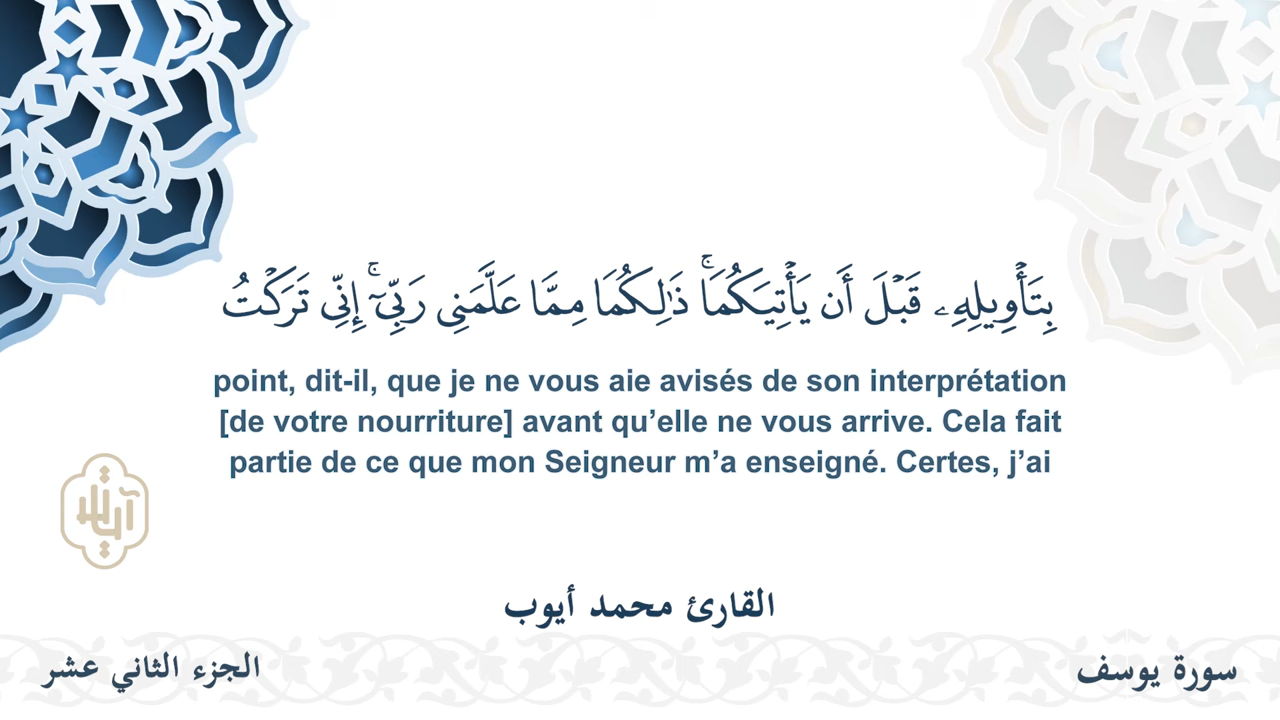 بِتَأۡوِيلِهِۦ قَبۡلَ أَن يَأۡتِيَكُمَاۚ ذَٰلِكُمَا مِمَّا عَلَّمَنِي رَبِّيٓۚ إِنِّي تَرَكۡتُ
point, dit-il, que je ne vous aie avisés de son interprétation
[de votre nourriture] avant qu’elle ne vous arrive. Cela fait
partie de ce que mon Seigneur m’a enseigné. Certes, j’ai
آيات
القارئ محمد أيوب
سورة يوسف
الجزء الثاني عشر